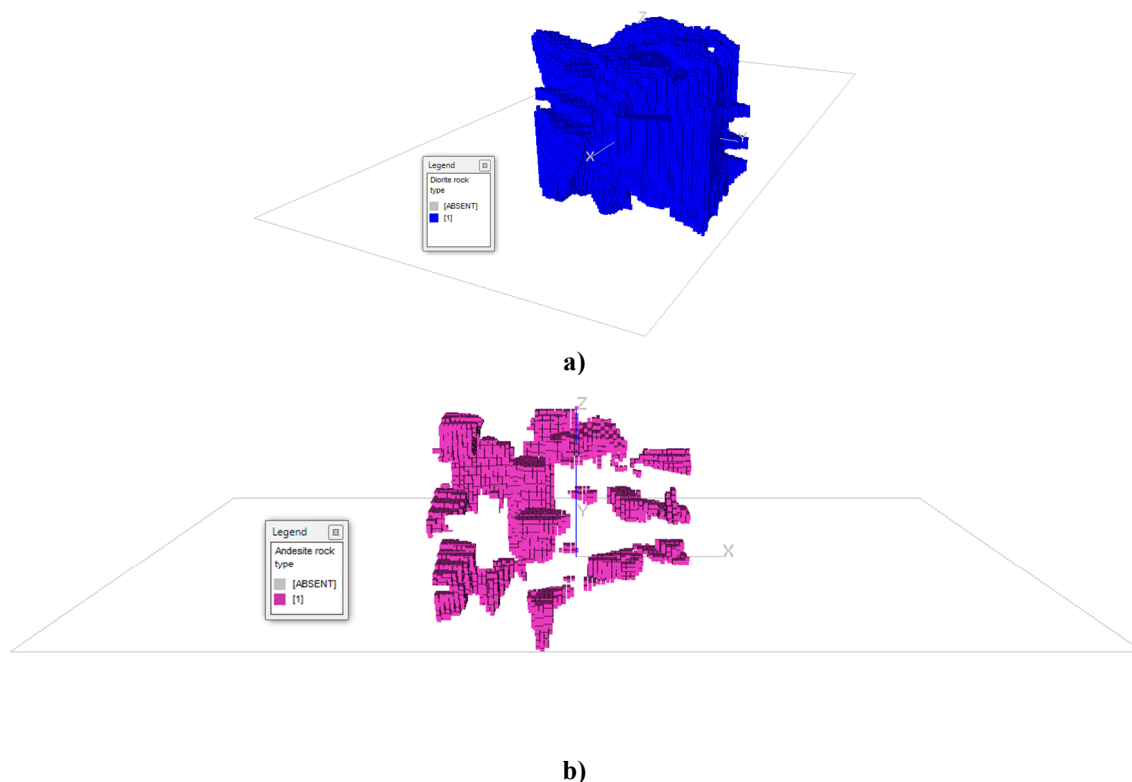 Z
Y
X
Legend
Diorite rock
type
[ABSENT]
[1]
a)
Z
Y
X
Legend
Andesite rock
type
[ABSENT]
[1]
b)